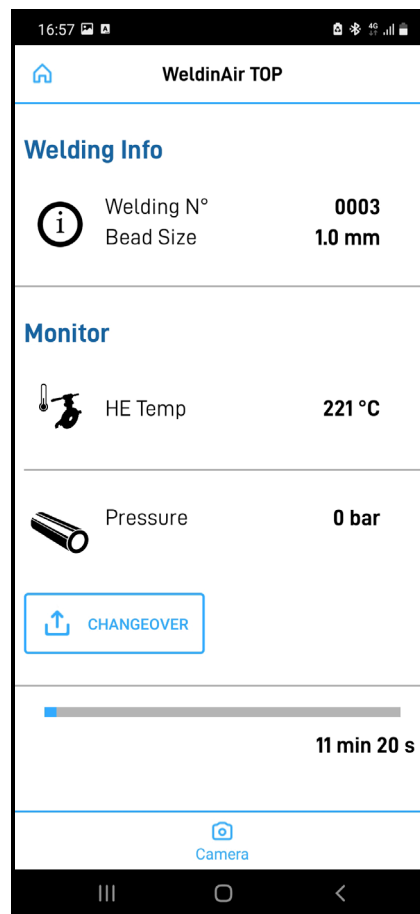 16:57
4G
WeldinAir TOP
Welding Info
i
Welding N° 0003
Bead Size 1.0 mm
Monitor
HE Temp 221 °C
Pressure 0 bar
CHANGEOVER
11 min 20 s
Camera